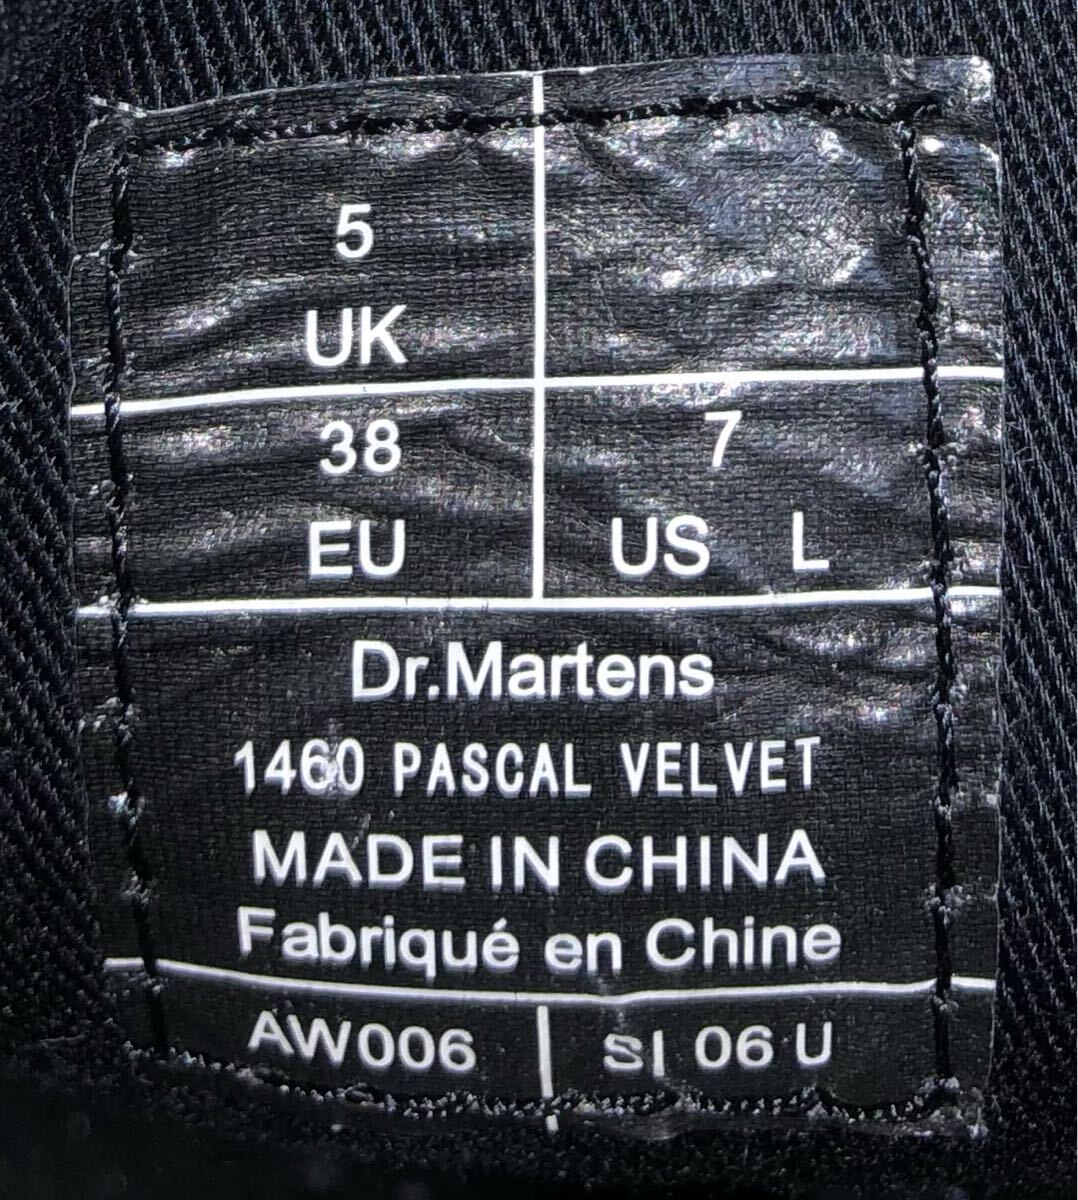 5
UK
38
EU
7
US L
Dr.Martens
1460 PASCAL VELVET
MADE IN CHINA
Fabriqué en Chine
AW006
SI 06 U